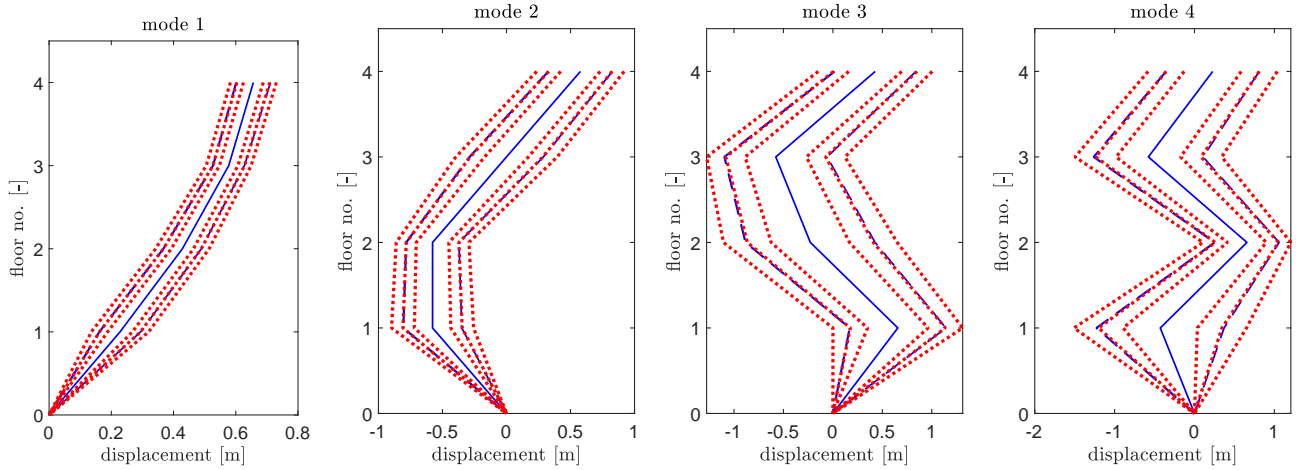 mode 1
floor no. [-]
4
3
2
1
0
0 0.2 0.4 0.6 0.8
displacement [m]
mode 2
floor no. [-]
4
3
2
1
0
-1 -0.5 0 0.5 1
displacement [m]
mode 3
floor no. [-]
4
3
2
1
0
-1 -0.5 0 0.5 1
displacement [m]
mode 4
floor no. [-]
4
3
2
1
0
-2 -1 0 1
displacement [m]